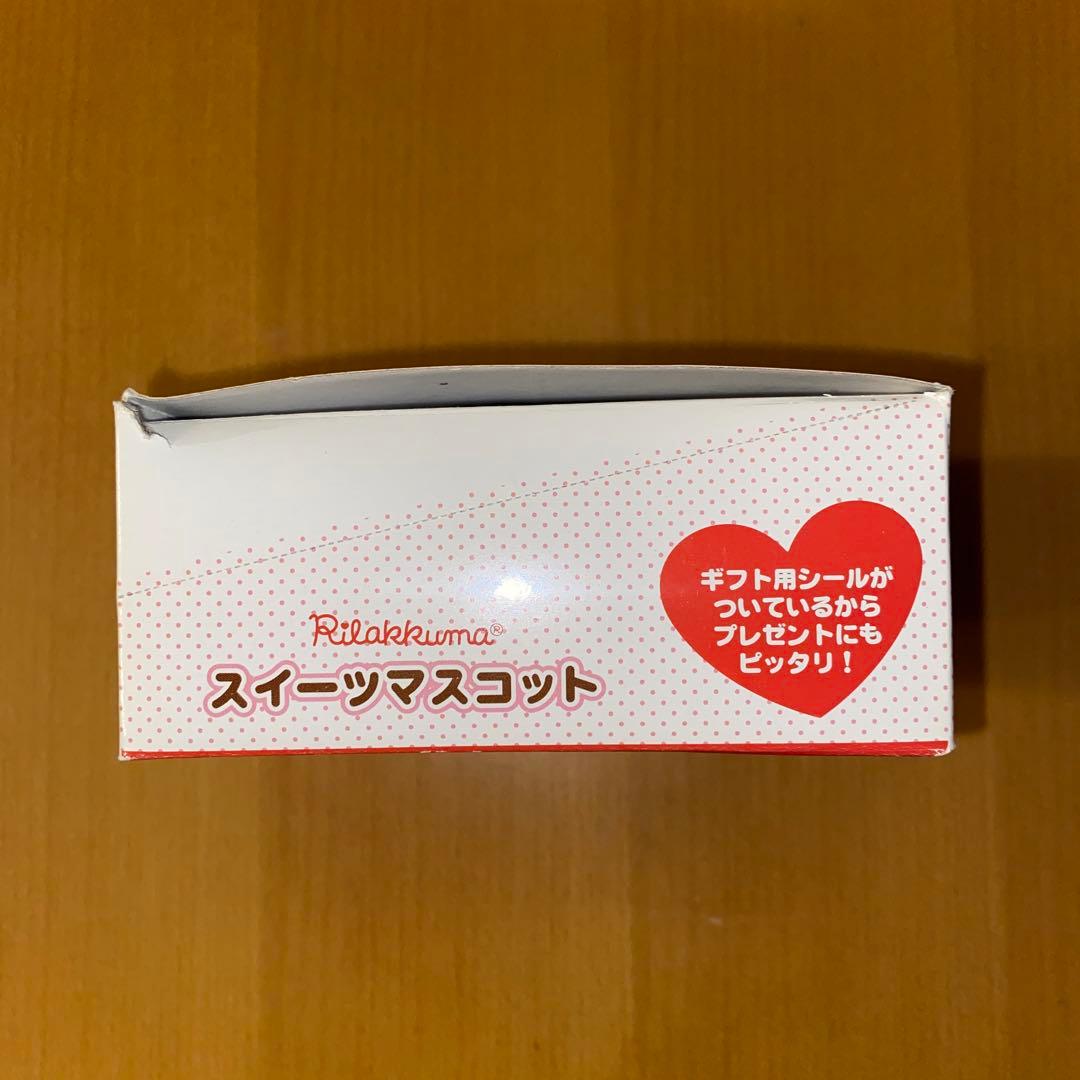 Rilakkuma®
スイーツマスコット
ギフト用シールが
ついているから
プレゼントにも
ピッタリ！